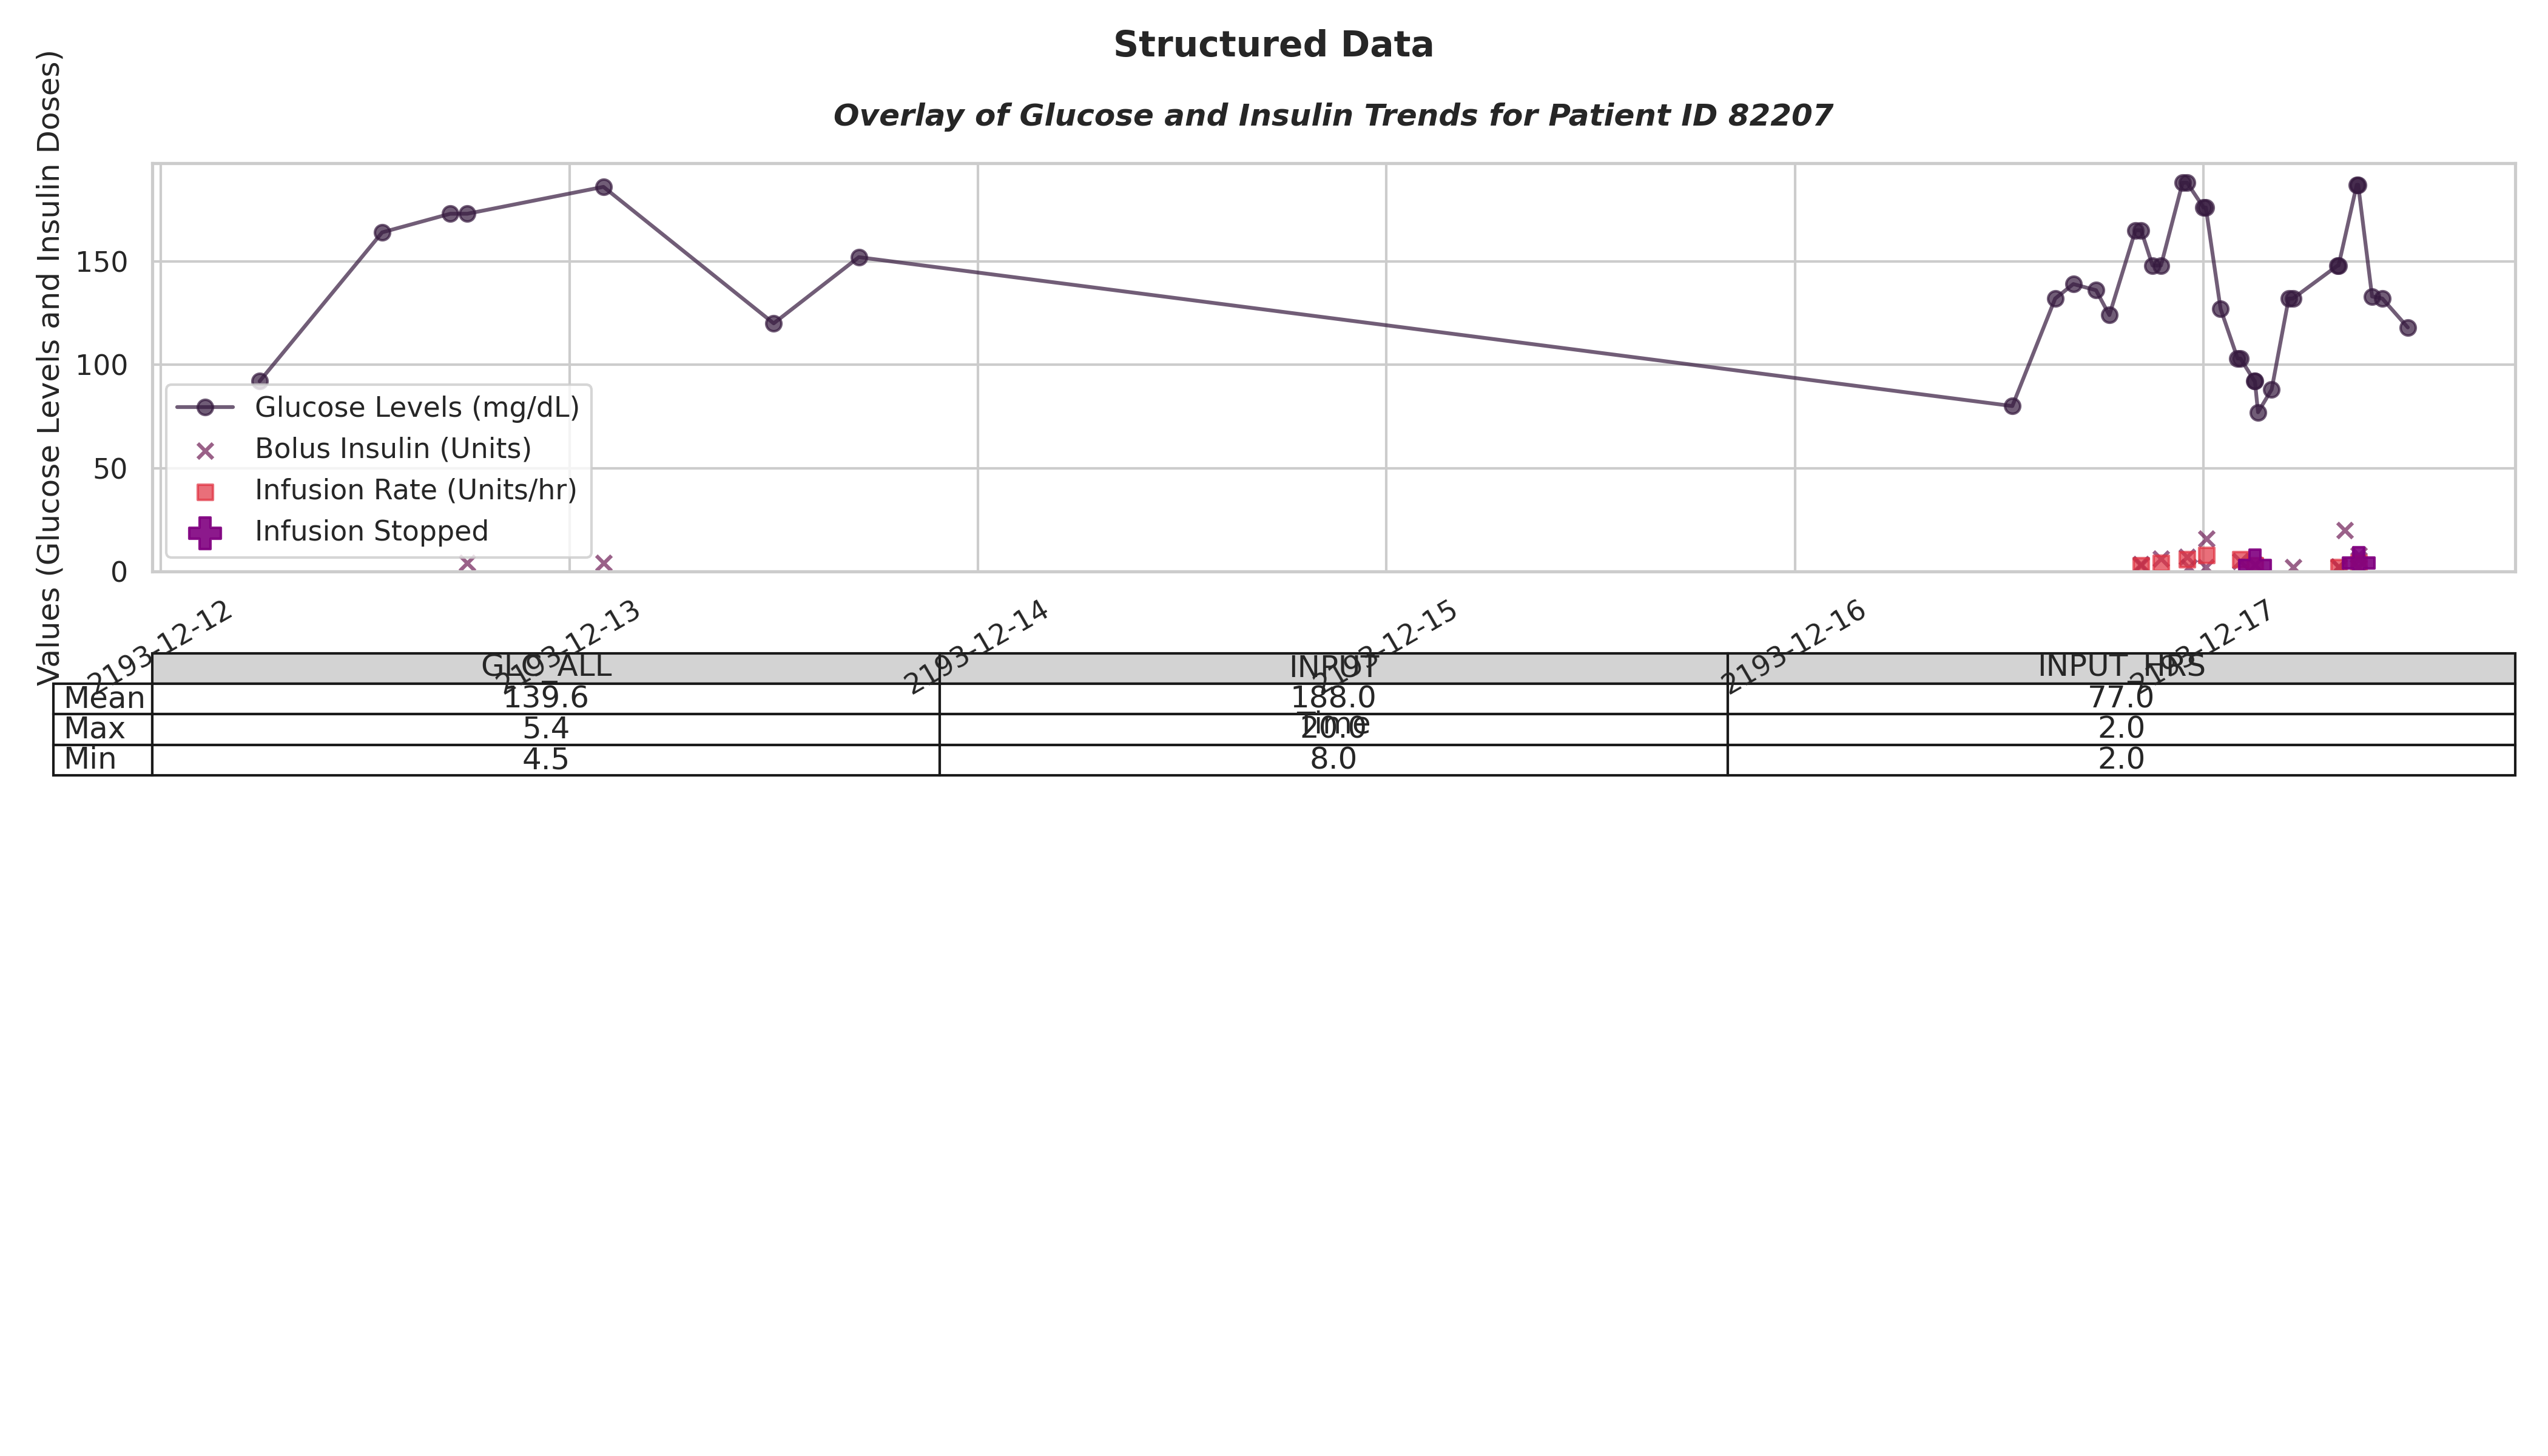 Structured Data
Overlay of Glucose and Insulin Trends for Patient ID 82207
Values (Glucose Levels and Insulin Doses)
150
100
50
0
Glucose Levels (mg/dL)
Bolus Insulin (Units)
Infusion Rate (Units/hr)
Infusion Stopped
2193-12-12
2193-12-13
2193-12-14
2193-12-15
2193-12-16
2193-12-17
Time
GLC_ALL INPUT INPUT_HRS
Mean 139.6 188.0 77.0
Max 5.4 20.0 2.0
Min 4.5 8.0 2.0